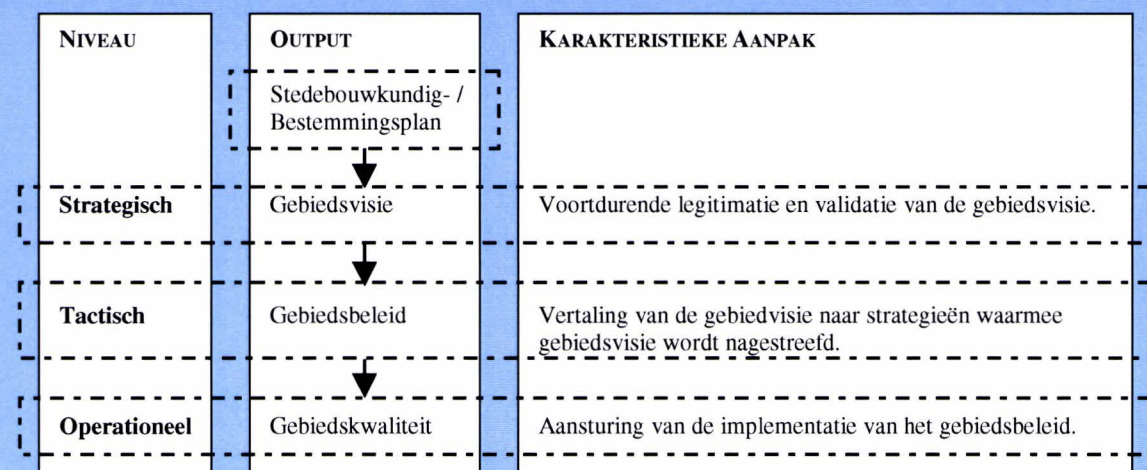 NIVEAU
OUTPUT
KARAKTERISTIEKE AANPAK
Stedebouwkundig- /
Bestemmingsplan
Strategisch
Gebiedsvisie
Voortdurende legitimatie en validatie van de gebiedsvisie.
Tactisch
Gebiedsbeleid
Vertaling van de gebiedvisie naar strategieën waarmee
gebiedsvisie wordt nagestreefd.
Operationeel
Gebiedskwaliteit
Aansturing van de implementatie van het gebiedsbeleid.